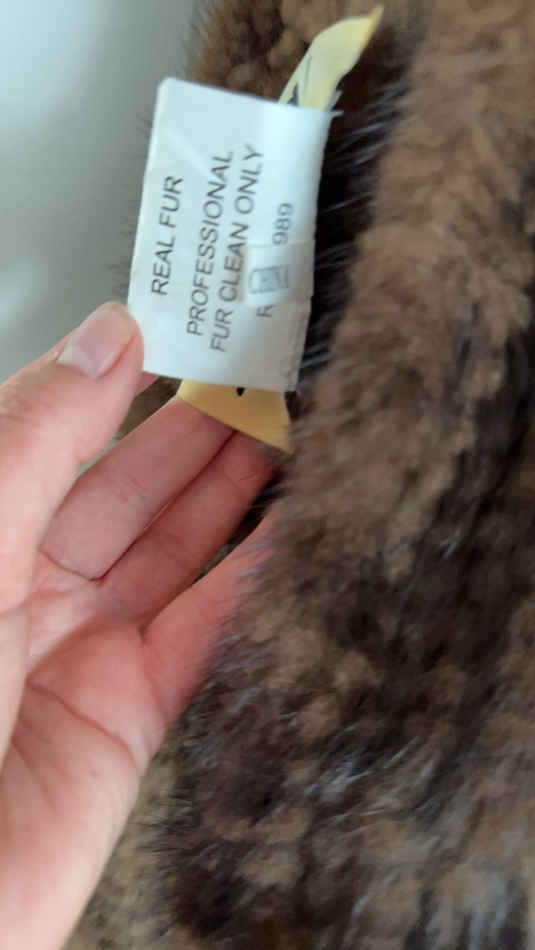 REAL FUR
PROFESSIONAL
FUR CLEAN ONLY
989